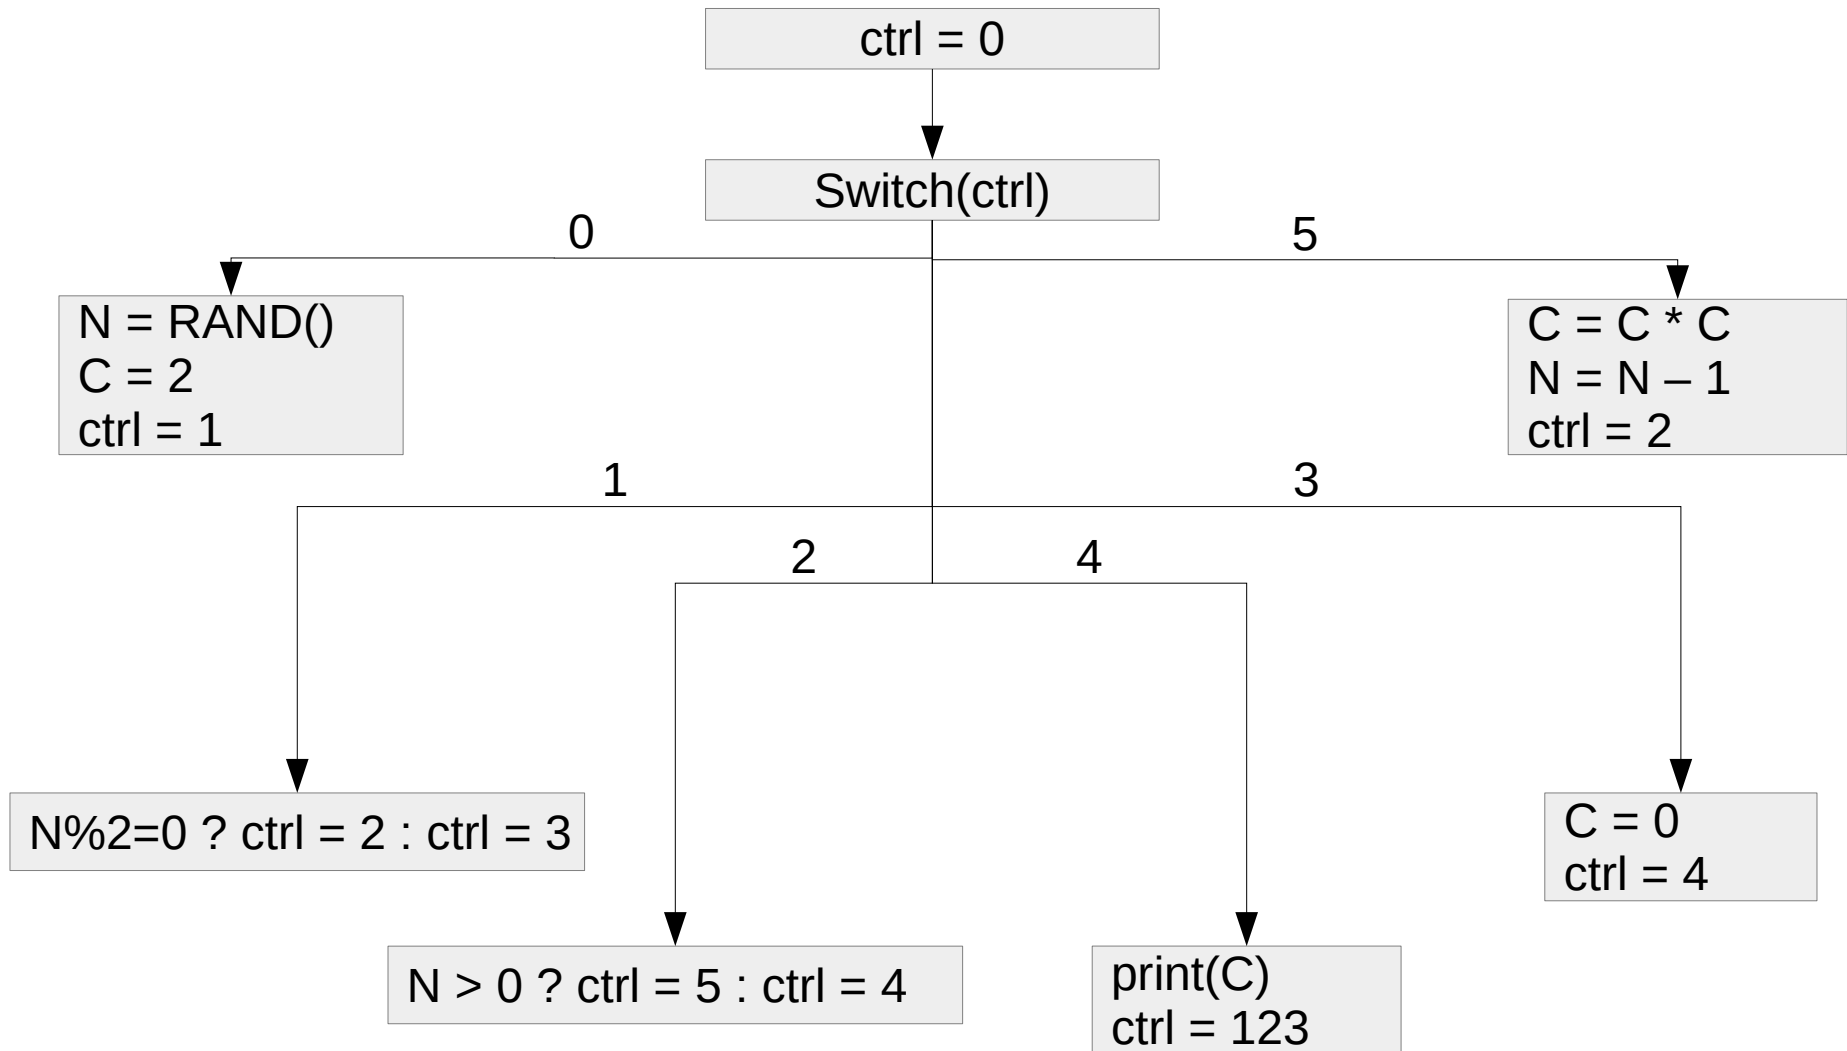 ctrl = 0
Switch(ctrl)
0
5
N = RAND()
C = 2
ctrl = 1
C = C * C
N = N – 1
ctrl = 2
1
3
2
4
N%2=0 ? ctrl = 2 : ctrl = 3
C = 0
ctrl = 4
N > 0 ? ctrl = 5 : ctrl = 4
print(C)
ctrl = 123